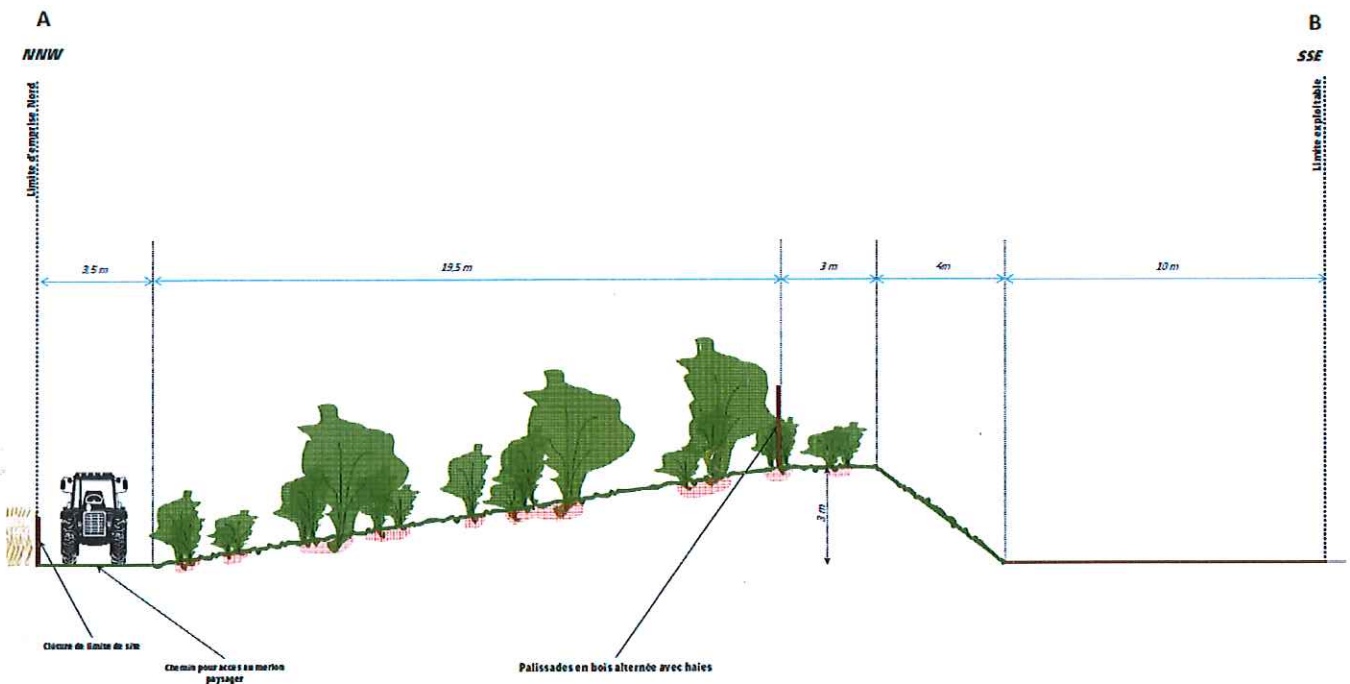 A
B
NNW
SSE
Limite d'emprise Nord
Limite exploitable
3,5 m
19,5 m
3 m
4m
10 m
3 m
Clôture de limite de site
Chemin pour accès au merlon
paysager
Palissades en bois alternée avec haies